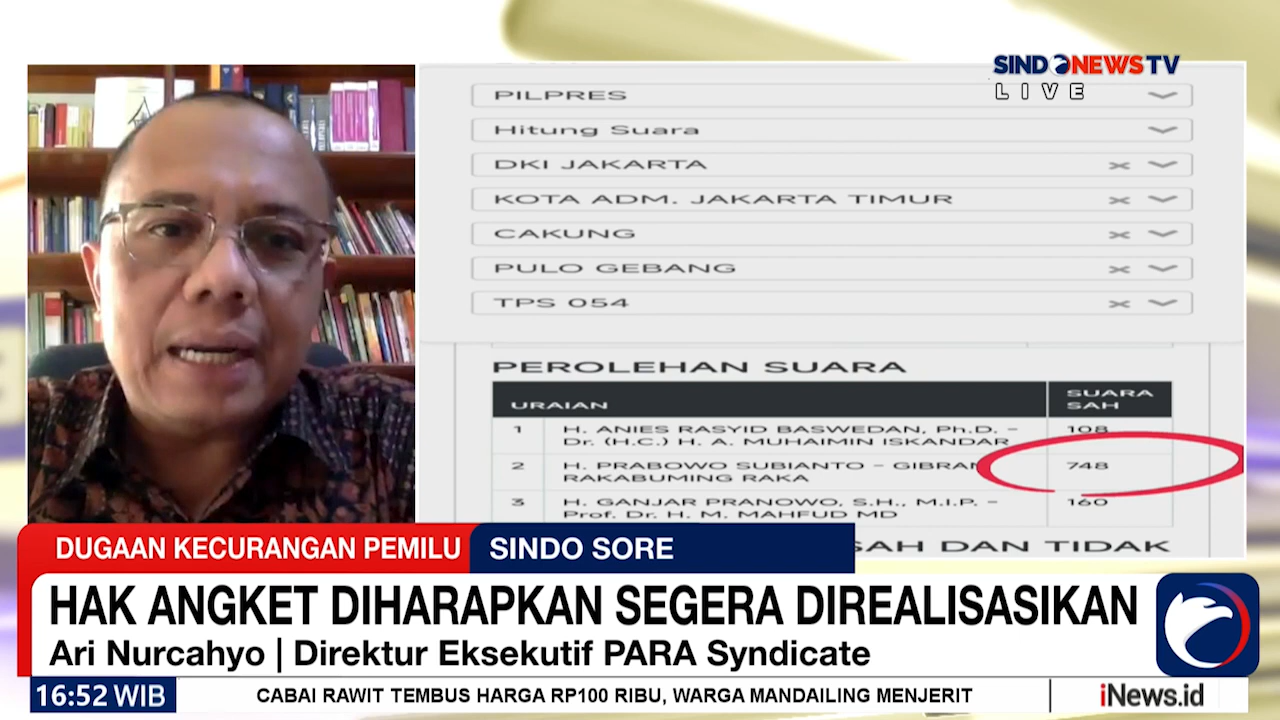 SINDONEWS TV
LIVE
PILPRES
Hitung Suara
DKI JAKARTA
KOTA ADM. JAKARTA TIMUR
CAKUNG
PULO GEBANG
TPS 054
PEROLEHAN SUARA
URAIAN
SUARA
SAH
1 H. ANIES RASYID BASWEDAN, Ph.D. – 108
Dr. (H.C.) H. A. MUHAIMIN ISKANDAR
2 H. PRABOWO SUBIANTO – GIBRAN 748
RAKABUMING RAKA
3 H. GANJAR PRANOWO, S.H., M.I.P. – 160
Prof. Dr. H. M. MAHFUD MD
SAH DAN TIDAK
DUGAAN KECURANGAN PEMILU
SINDO SORE
HAK ANGKET DIHARAPKAN SEGERA DIREALISASIKAN
Ari Nurcahyo | Direktur Eksekutif PARA Syndicate
16:52 WIB
CABAI RAWIT TEMBUS HARGA RP100 RIBU, WARGA MANDAILING MENJERIT
iNews.id